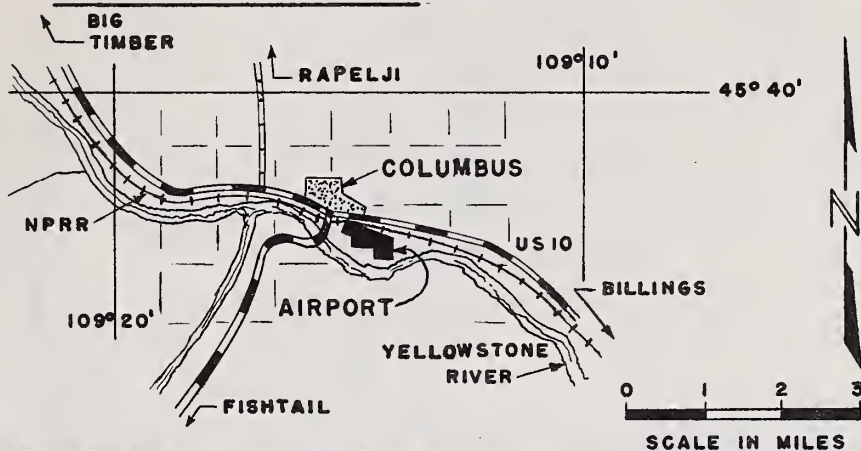 BIG
TIMBER
RAPELJI
109° 10'
45° 40'
COLUMBUS
NPRR
US 10
BILLINGS
AIRPORT
109° 20'
YELLOWSTONE
RIVER
FISHTAIL
N
0 1 2 3
SCALE IN MILES